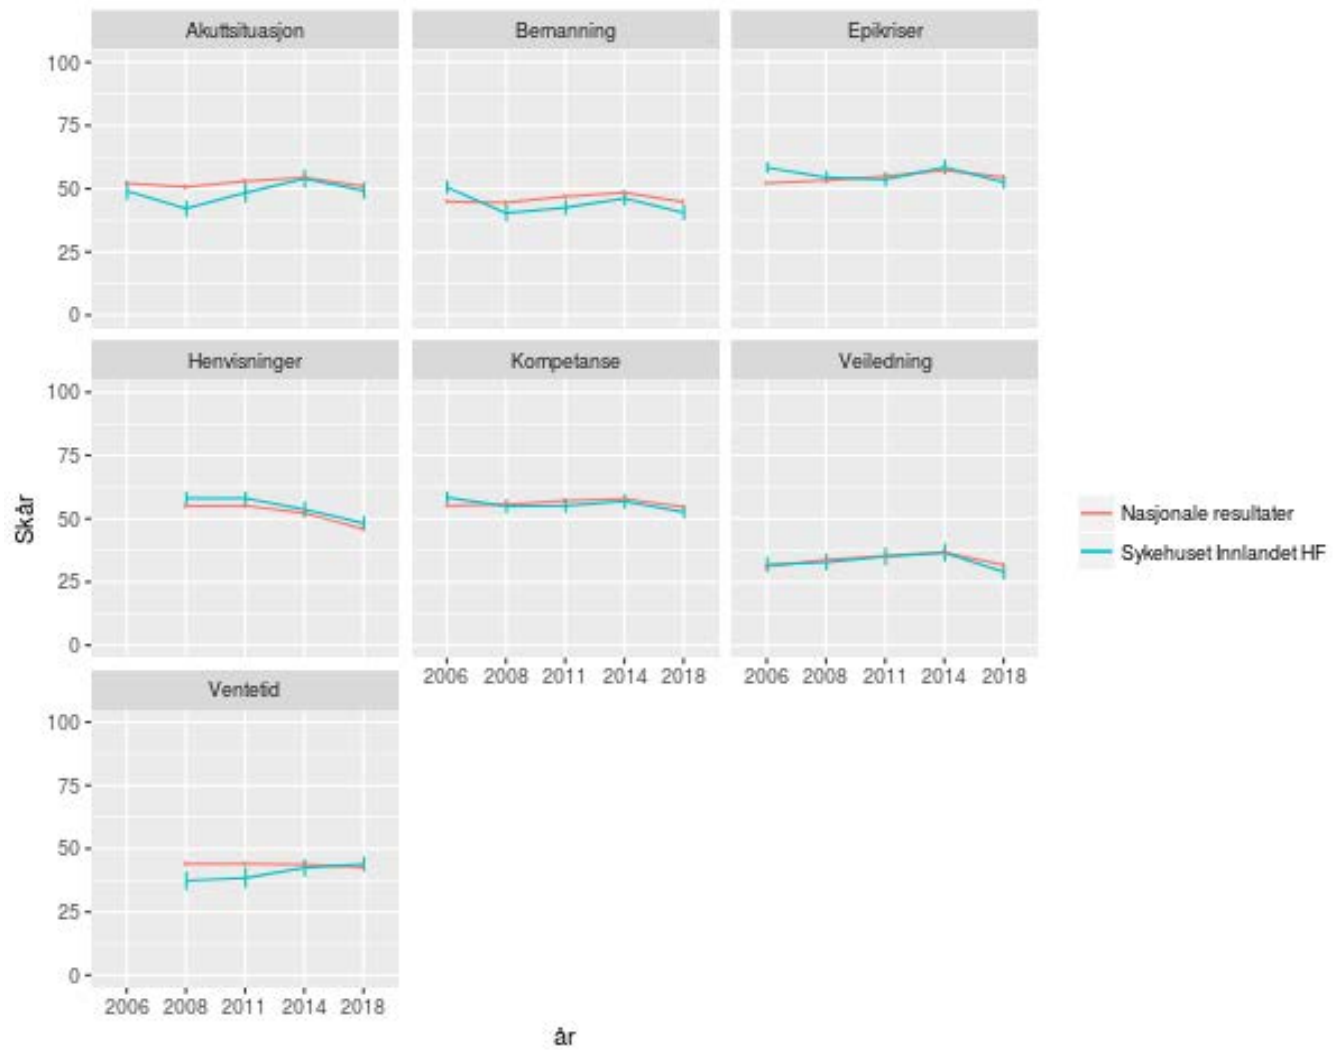 Akuttsituasjon
Bemanning
Epikriser
100
75
50
25
0
Henvisninger
Kompetanse
Veiledning
100
75
50
25
0
2006 2008 2011 2014 2018
2006 2008 2011 2014 2018
Ventetid
100
75
50
25
0
2006 2008 2011 2014 2018
Skår
år
Nasjonale resultater
Sykehuset Innlandet HF